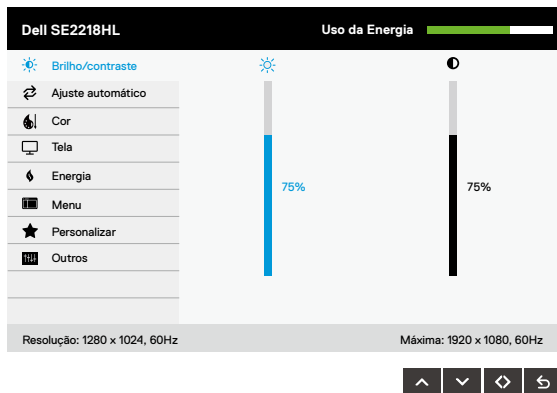 Dell SE2218HL
Uso da Energia
Brilho/contraste
Ajuste automático
Cor
Tela
Energia
Menu
Personalizar
Outros
75%
75%
Resolução: 1280 x 1024, 60Hz
Máxima: 1920 x 1080, 60Hz